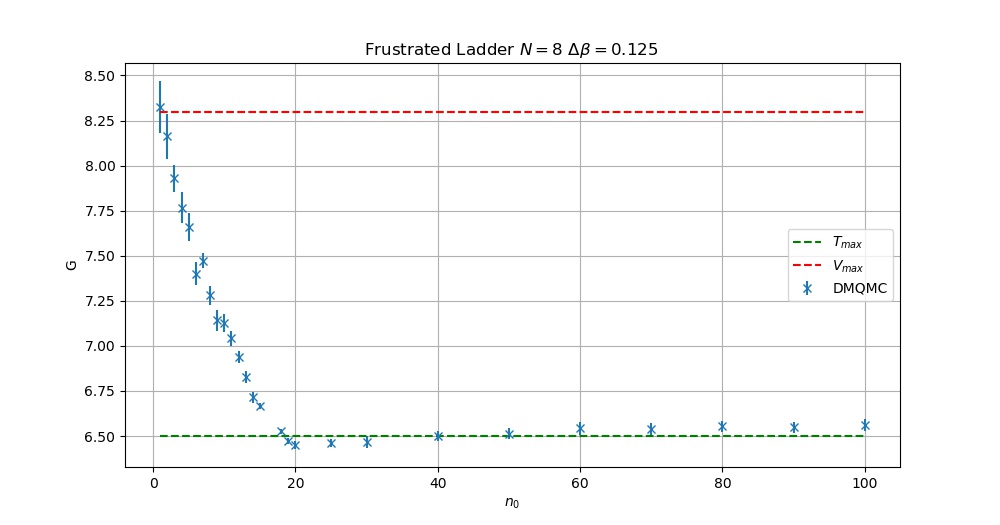 Frustrated Ladder N = 8 Δβ = 0.125
8.50
8.25
8.00
7.75
7.50
7.25
7.00
6.75
6.50
G
T_max
V_max
DMQMC
0 20 40 60 80 100
n_0